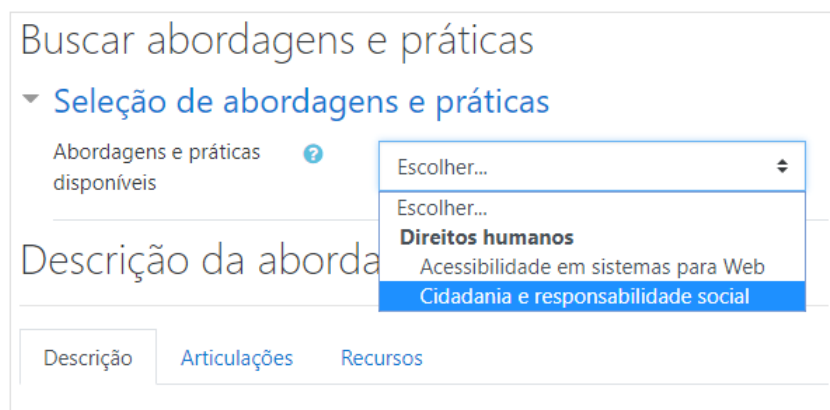 Buscar abordagens e práticas
Seleção de abordagens e práticas
Abordagens e práticas
disponíveis
Escolher...
Escolher...
Direitos humanos
Acessibilidade em sistemas para Web
Cidadania e responsabilidade social
Descrição da aborda
Descrição Articulações Recursos